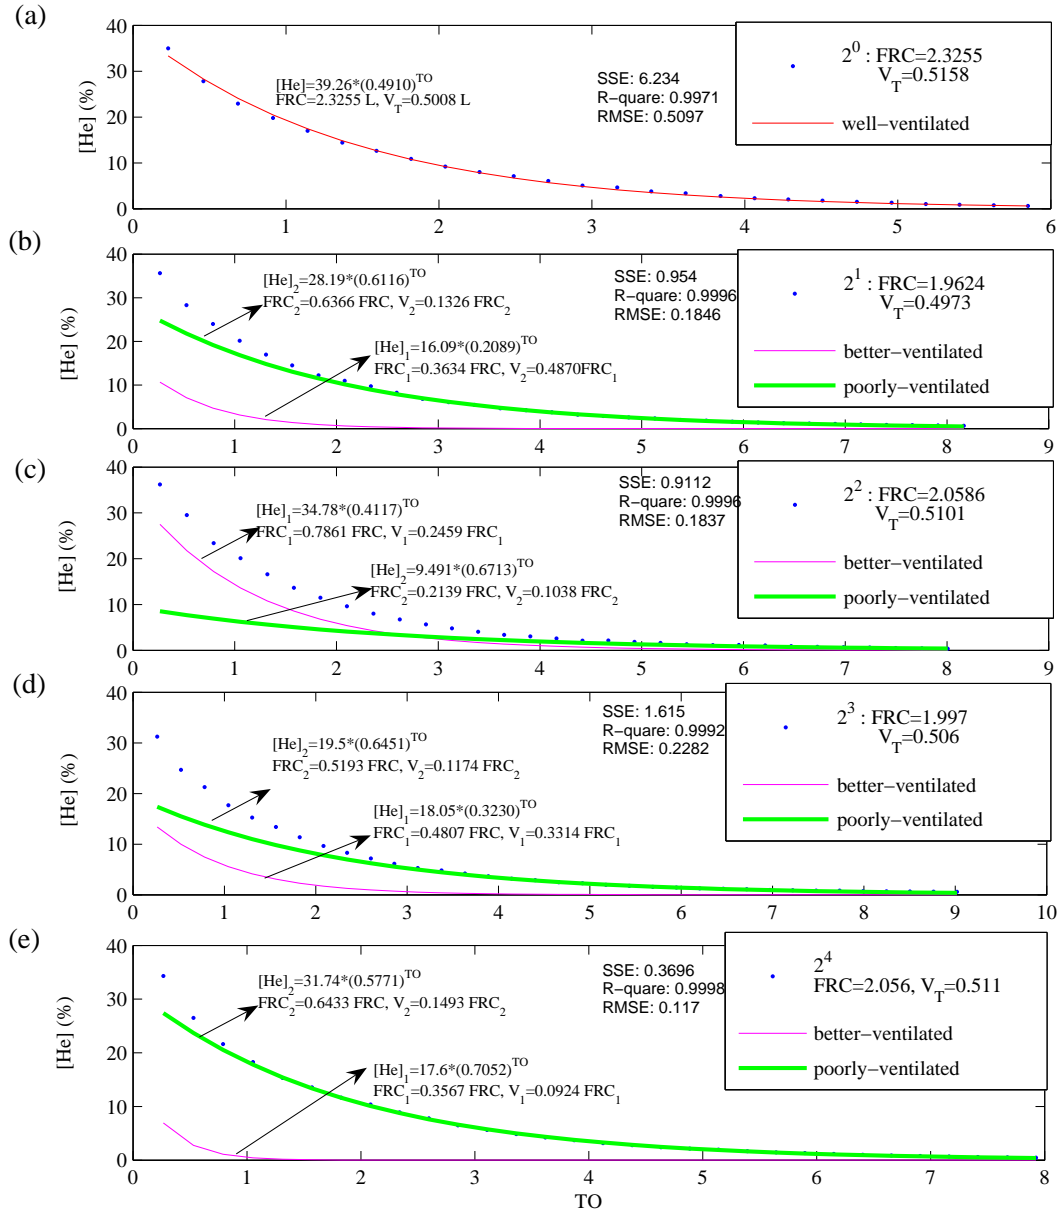 (a)
40
30
20
10
0
[He] (%)
[He]=39.26*(0.4910)^TO
FRC=2.3255 L, V_T=0.5008 L
SSE: 6.234
R-quare: 0.9971
RMSE: 0.5097
2^0 : FRC=2.3255
V_T=0.5158
well-ventilated
0 1 2 3 4 5 6
(b)
40
30
20
10
0
[He] (%)
[He]_2=28.19*(0.6116)^TO
FRC_2=0.6366 FRC, V_2=0.1326 FRC_2
[He]_1=16.09*(0.2089)^TO
FRC_1=0.3634 FRC, V_2=0.4870FRC_1
SSE: 0.954
R-quare: 0.9996
RMSE: 0.1846
2^1 : FRC=1.9624
V_T=0.4973
better-ventilated
poorly-ventilated
0 1 2 3 4 5 6 7 8 9
(c)
40
30
20
10
0
[He] (%)
[He]_1=34.78*(0.4117)^TO
FRC_1=0.7861 FRC, V_1=0.2459 FRC_1
[He]_2=9.491*(0.6713)^TO
FRC_2=0.2139 FRC, V_2=0.1038 FRC_2
SSE: 0.9112
R-quare: 0.9996
RMSE: 0.1837
2^2 : FRC=2.0586
V_T=0.5101
better-ventilated
poorly-ventilated
0 1 2 3 4 5 6 7 8 9
(d)
40
30
20
10
0
[He] (%)
[He]_2=19.5*(0.6451)^TO
FRC_2=0.5193 FRC, V_2=0.1174 FRC_2
[He]_1=18.05*(0.3230)^TO
FRC_1=0.4807 FRC, V_1=0.3314 FRC_1
SSE: 1.615
R-quare: 0.9992
RMSE: 0.2282
2^3 : FRC=1.997
V_T=0.506
better-ventilated
poorly-ventilated
0 1 2 3 4 5 6 7 8 9 10
(e)
40
30
20
10
0
[He] (%)
[He]_2=31.74*(0.5771)^TO
FRC_2=0.6433 FRC, V_2=0.1493 FRC_2
[He]_1=17.6*(0.7052)^TO
FRC_1=0.3567 FRC, V_1=0.0924 FRC_1
SSE: 0.3696
R-quare: 0.9998
RMSE: 0.117
2^4
FRC=2.056, V_T=0.511
better-ventilated
poorly-ventilated
0 1 2 3 4 5 6 7 8
TO